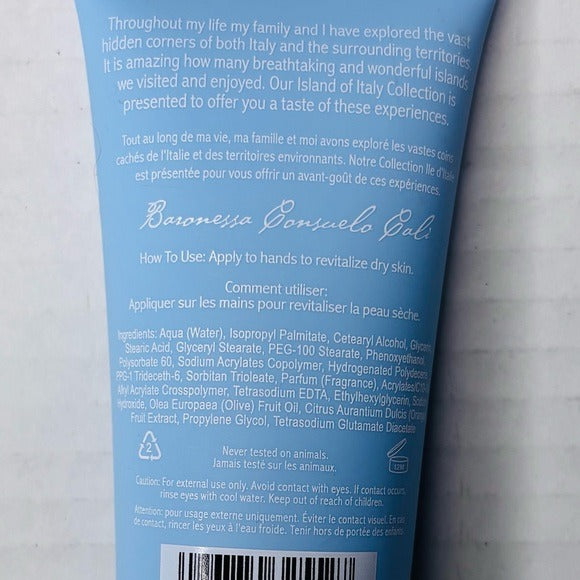 Throughout my life my family and I have explored the vast
hidden corners of both Italy and the surrounding territories.
It is amazing how many breathtaking and wonderful islands
we visited and enjoyed. Our Island of Italy Collection is
presented to offer you a taste of these experiences.
Tout au long de ma vie, ma famille et moi avons exploré les vastes coins
cachés de l'Italie et des territoires environnants. Notre Collection Ile d'Italie
est présentée pour vous offrir un avant-goût de ces expériences.
Baronessa Consuelo Cali
How To Use: Apply to hands to revitalize dry skin.
Comment utiliser:
Appliquer sur les mains pour revitaliser la peau sèche.
Ingredients: Aqua (Water), Isopropyl Palmitate, Cetearyl Alcohol, Glycerin,
Stearic Acid, Glyceryl Stearate, PEG-100 Stearate, Phenoxyethanol,
Polysorbate 60, Sodium Acrylates Copolymer, Hydrogenated Polydecene,
PPG-1 Trideceth-6, Sorbitan Trioleate, Parfum (Fragrance), Acrylates/C10-
Alkyl Acrylate Crosspolymer, Tetrasodium EDTA, Ethylhexylglycerin, Sodium
Hydroxide, Olea Europaea (Olive) Fruit Oil, Citrus Aurantium Dulcis (Orange)
Fruit Extract, Propylene Glycol, Tetrasodium Glutamate Diacetate
2
Never tested on animals.
Jamais testé sur les animaux.
12M
Caution: For external use only. Avoid contact with eyes. If contact occurs,
rinse eyes with cool water. Keep out of reach of children.
Attention: pour usage externe uniquement. Éviter le contact visuel. En cas
de contact, rincer les yeux à l'eau froide. Tenir hors de portée des enfants.